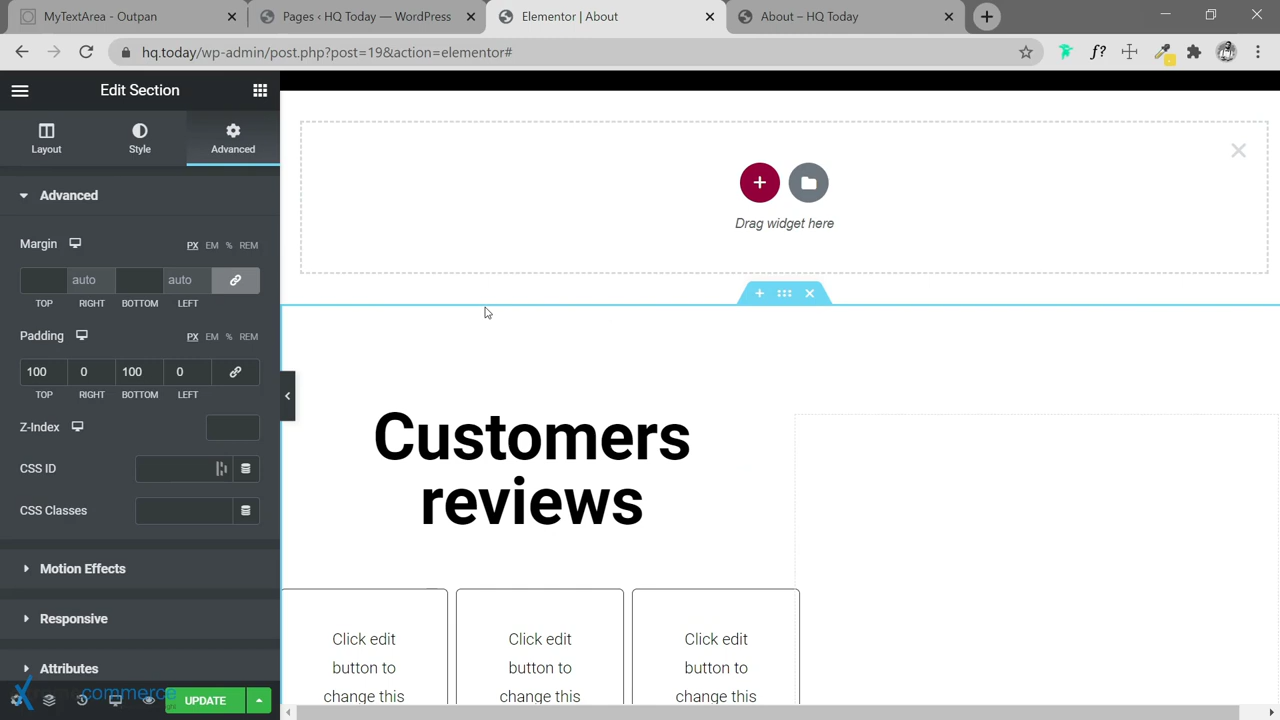 MyTextArea - Outpan
Pages ‹ HQ Today — WordPress
Elementor | About
About – HQ Today
hq.today/wp-admin/post.php?post=19&action=elementor#
f?
Edit Section
Layout
Style
Advanced
Advanced
Margin
PX EM % REM
auto
auto
TOP RIGHT BOTTOM LEFT
Padding
PX EM % REM
100 0 100 0
TOP RIGHT BOTTOM LEFT
Z-Index
CSS ID
CSS Classes
Motion Effects
Responsive
Attributes
commerce
UPDATE
Drag widget here
Customers
reviews
Click edit
button to
change this
Click edit
button to
change this
Click edit
button to
change this